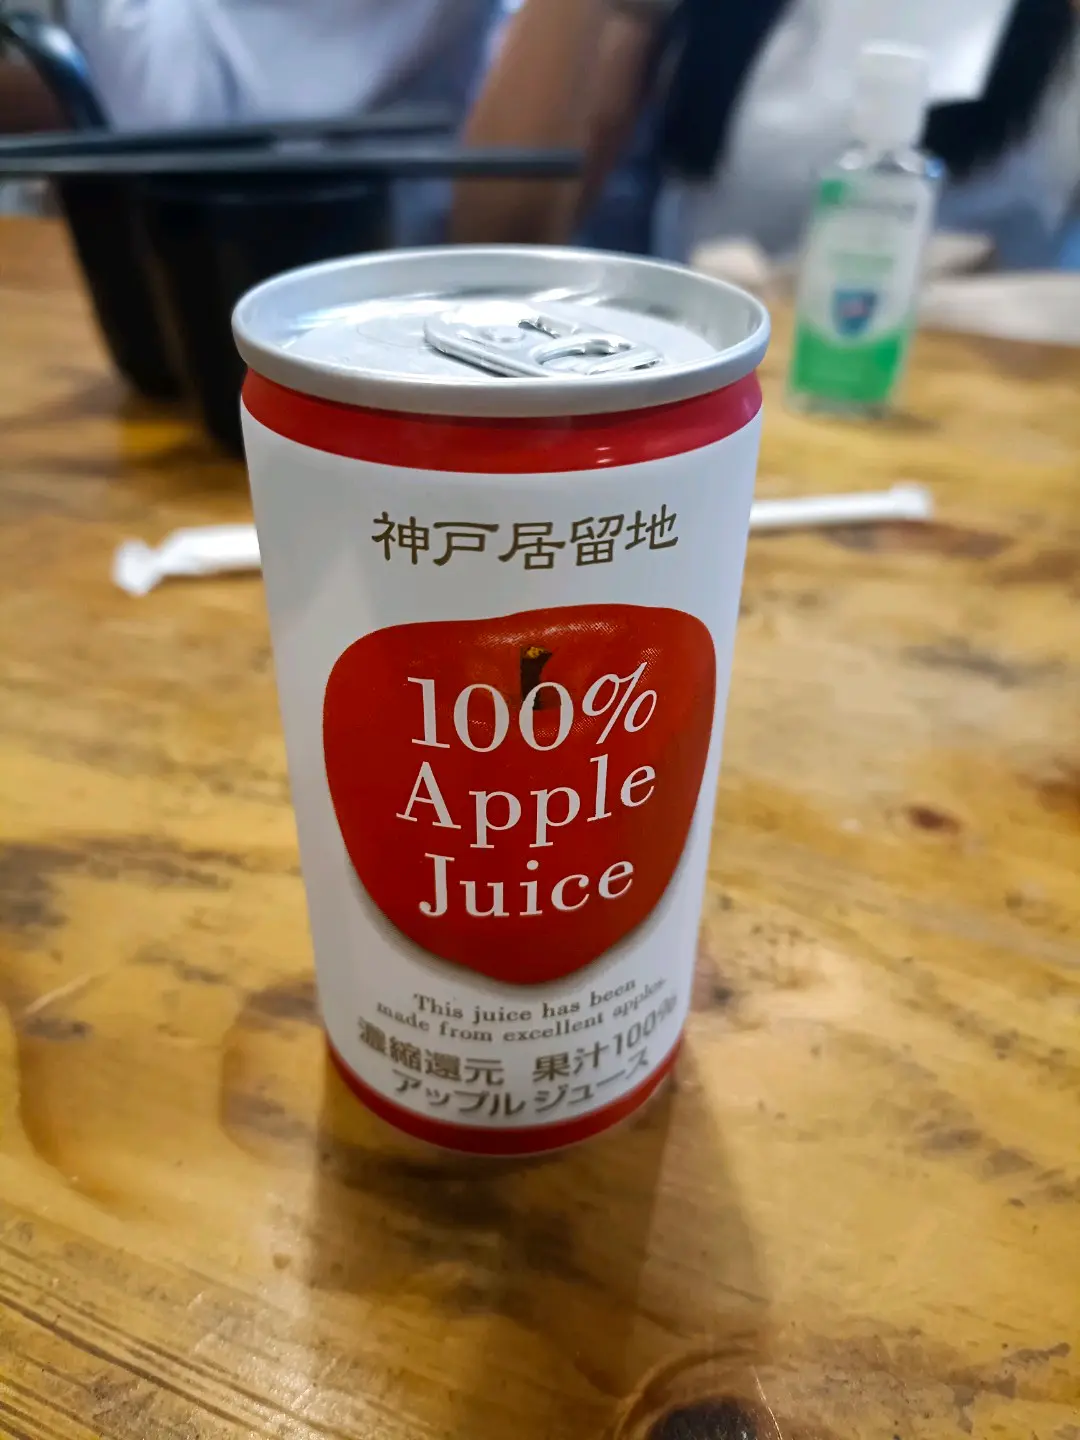 神戸居留地
100%
Apple
Juice
This juice has been
made from excellent apples.
濃縮還元 果汁100%
アップルジュース